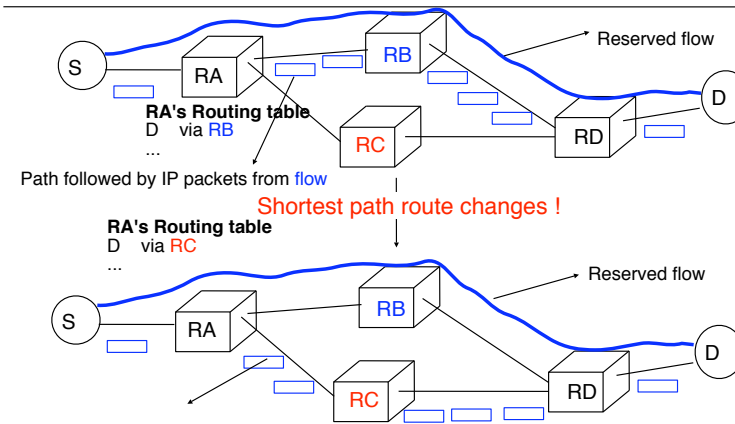 Reserved flow
S
RA
RB
D
RA's Routing table
D via RB
...
RC
RD
Path followed by IP packets from flow
Shortest path route changes !
RA's Routing table
D via RC
...
Reserved flow
S
RA
RB
D
RC
RD